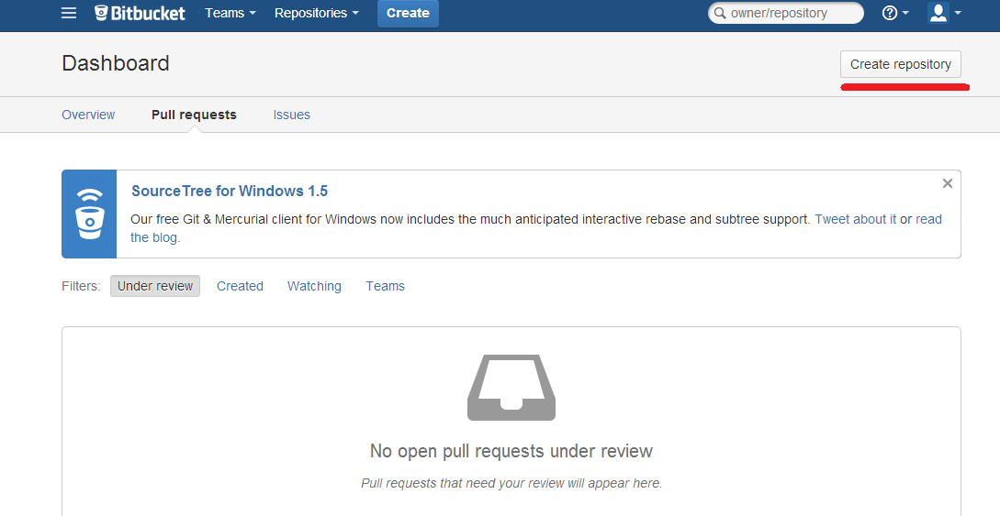 Bitbucket Teams Repositories Create owner/repository
Dashboard
Create repository
Overview Pull requests Issues
SourceTree for Windows 1.5
Our free Git & Mercurial client for Windows now includes the much anticipated interactive rebase and subtree support. Tweet about it or read
the blog.
Filters: Under review Created Watching Teams
No open pull requests under review
Pull requests that need your review will appear here.